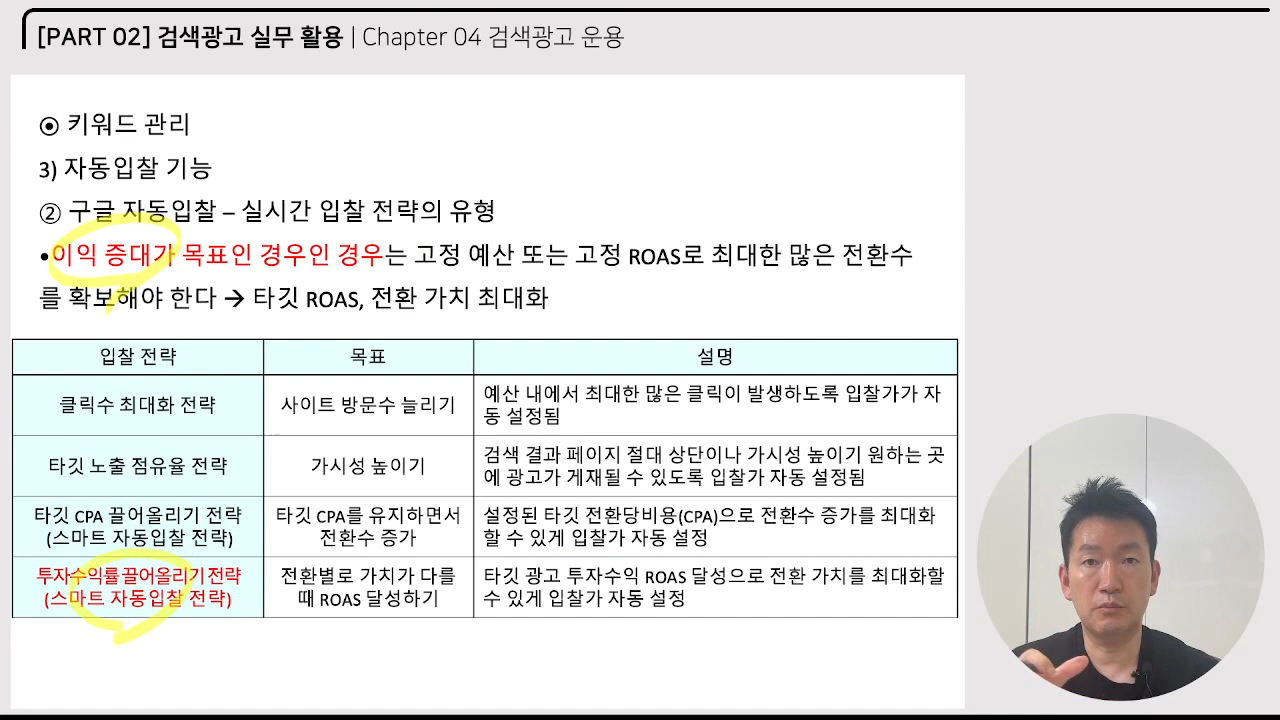 [PART 02] 검색광고 실무 활용 | Chapter 04 검색광고 운용
⦿ 키워드 관리
3) 자동입찰 기능
② 구글 자동입찰 – 실시간 입찰 전략의 유형
•이익 증대가 목표인 경우인 경우는 고정 예산 또는 고정 ROAS로 최대한 많은 전환수
를 확보해야 한다 → 타깃 ROAS, 전환 가치 최대화
입찰 전략 목표 설명
클릭수 최대화 전략 사이트 방문수 늘리기 예산 내에서 최대한 많은 클릭이 발생하도록 입찰가가 자
동 설정됨
타깃 노출 점유율 전략 가시성 높이기 검색 결과 페이지 절대 상단이나 가시성 높이기 원하는 곳
에 광고가 게재될 수 있도록 입찰가 자동 설정됨
타깃 CPA 끌어올리기 전략 타깃 CPA를 유지하면서 설정된 타깃 전환당비용(CPA)으로 전환수 증가를 최대화
(스마트 자동입찰 전략) 전환수 증가 할 수 있게 입찰가 자동 설정
투자수익률 끌어올리기 전략 전환별로 가치가 다를 타깃 광고 투자수익 ROAS 달성으로 전환 가치를 최대화할
(스마트 자동입찰 전략) 때 ROAS 달성하기 수 있게 입찰가 자동 설정